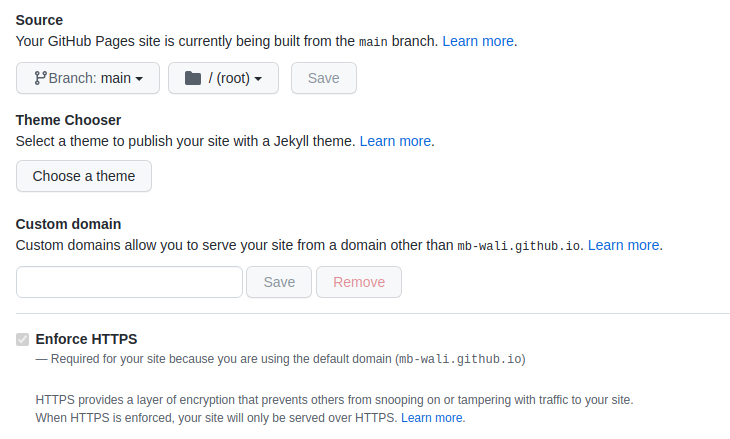 Source
Your GitHub Pages site is currently being built from the main branch. Learn more.
Branch: main / (root) Save
Theme Chooser
Select a theme to publish your site with a Jekyll theme. Learn more.
Choose a theme
Custom domain
Custom domains allow you to serve your site from a domain other than mb-wali.github.io. Learn more.
Save Remove
Enforce HTTPS
— Required for your site because you are using the default domain (mb-wali.github.io)
HTTPS provides a layer of encryption that prevents others from snooping on or tampering with traffic to your site.
When HTTPS is enforced, your site will only be served over HTTPS. Learn more.